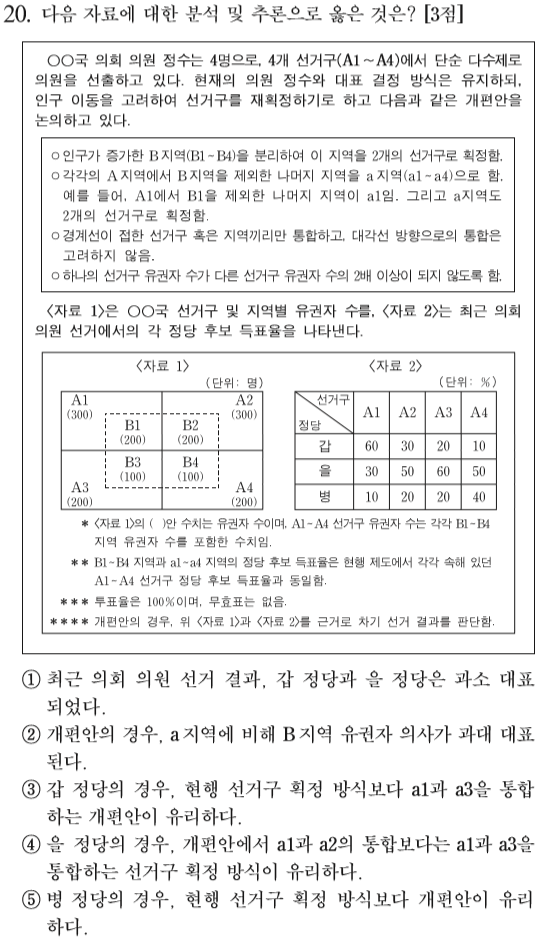 20. 다음 자료에 대한 분석 및 추론으로 옳은 것은? [3점]
○○국 의회 의원 정수는 4명으로, 4개 선거구(A1~A4)에서 단순 다수제로
의원을 선출하고 있다. 현재의 의원 정수와 대표 결정 방식은 유지하되,
인구 이동을 고려하여 선거구를 재획정하기로 하고 다음과 같은 개편안을
논의하고 있다.
○인구가 증가한 B지역(B1~B4)을 분리하여 이 지역을 2개의 선거구로 획정함.
○각각의 A지역에서 B지역을 제외한 나머지 지역을 a지역(a1~a4)으로 함.
예를 들어, A1에서 B1을 제외한 나머지 지역이 a1임. 그리고 a지역도
2개의 선거구로 획정함.
○경계선이 접한 선거구 혹은 지역끼리만 통합하고, 대각선 방향으로의 통합은
고려하지 않음.
○하나의 선거구 유권자 수가 다른 선거구 유권자 수의 2배 이상이 되지 않도록 함.
〈자료 1〉은 ○○국 선거구 및 지역별 유권자 수를, 〈자료 2〉는 최근 의회
의원 선거에서의 각 정당 후보 득표율을 나타낸다.
〈자료 1〉
(단위: 명)
A1 A2
(300) (300)
B1 B2
(200) (200)
B3 B4
(100) (100)
A3 A4
(200) (200)
〈자료 2〉
(단위: %)
선거구 A1 A2 A3 A4
정당
갑 60 30 20 10
을 30 50 60 50
병 10 20 20 40
* 〈자료 1〉의 ( )안 수치는 유권자 수이며, A1~A4 선거구 유권자 수는 각각 B1~B4
지역 유권자 수를 포함한 수치임.
** B1~B4 지역과 a1~a4 지역의 정당 후보 득표율은 현행 제도에서 각각 속해 있던
A1~A4 선거구 정당 후보 득표율과 동일함.
*** 투표율은 100%이며, 무효표는 없음.
**** 개편안의 경우, 위 〈자료 1〉과 〈자료 2〉를 근거로 차기 선거 결과를 판단함.
① 최근 의회 의원 선거 결과, 갑 정당과 을 정당은 과소 대표
되었다.
② 개편안의 경우, a지역에 비해 B지역 유권자 의사가 과대 대표
된다.
③ 갑 정당의 경우, 현행 선거구 획정 방식보다 a1과 a3을 통합
하는 개편안이 유리하다.
④ 을 정당의 경우, 개편안에서 a1과 a2의 통합보다는 a1과 a3을
통합하는 선거구 획정 방식이 유리하다.
⑤ 병 정당의 경우, 현행 선거구 획정 방식보다 개편안이 유리
하다.